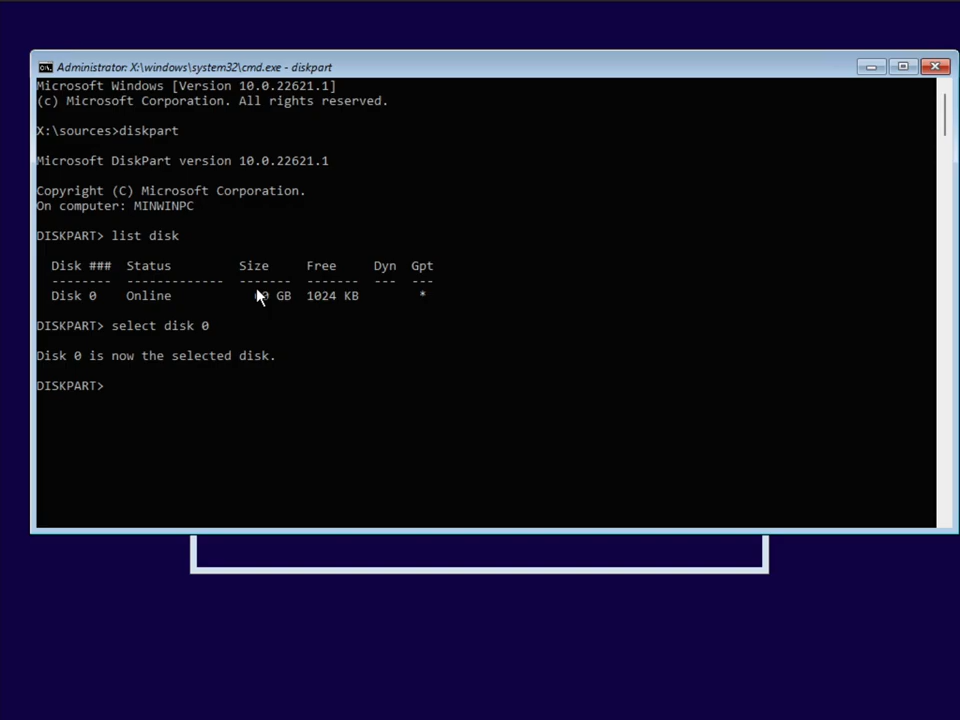 Administrator: X:\windows\system32\cmd.exe - diskpart
Microsoft Windows [Version 10.0.22621.1]
(c) Microsoft Corporation. All rights reserved.
X:\sources>diskpart
Microsoft DiskPart version 10.0.22621.1
Copyright (C) Microsoft Corporation.
On computer: MINWINPC
DISKPART> list disk
Disk ### Status Size Free Dyn Gpt
-------- ------------- ------- ------- --- ---
Disk 0 Online GB 1024 KB *
DISKPART> select disk 0
Disk 0 is now the selected disk.
DISKPART>